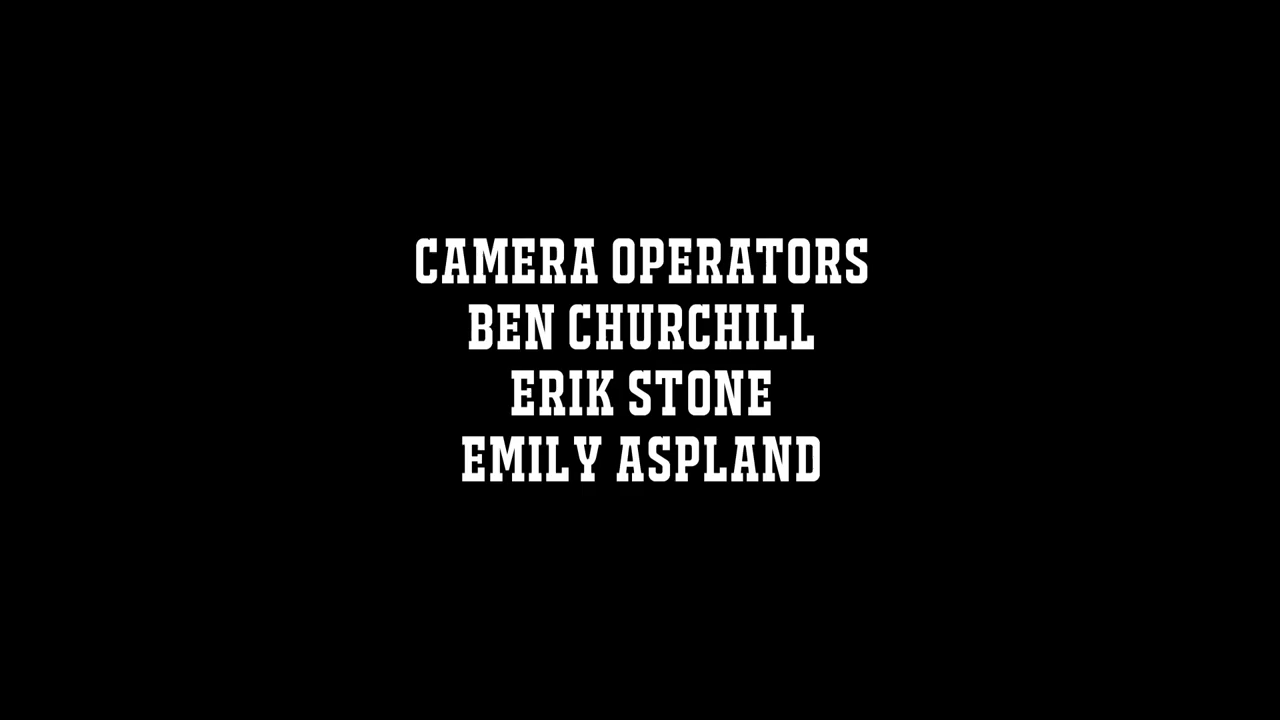 CAMERA OPERATORS
BEN CHURCHILL
ERIK STONE
EMILY ASPLAND